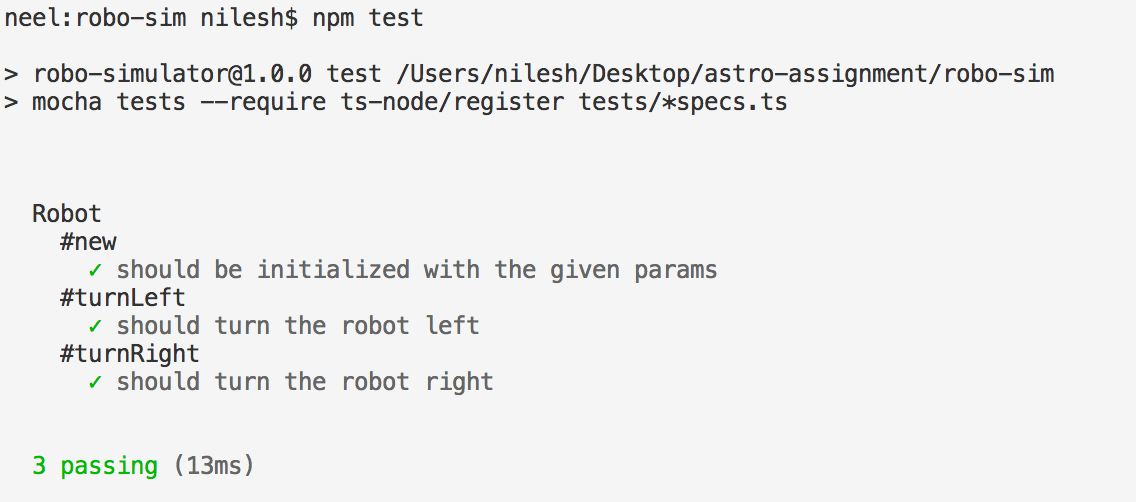 neel:robo-sim nilesh$ npm test
> robo-simulator@1.0.0 test /Users/nilesh/Desktop/astro-assignment/robo-sim
> mocha tests --require ts-node/register tests/*specs.ts
Robot
#new
✓ should be initialized with the given params
#turnLeft
✓ should turn the robot left
#turnRight
✓ should turn the robot right
3 passing (13ms)